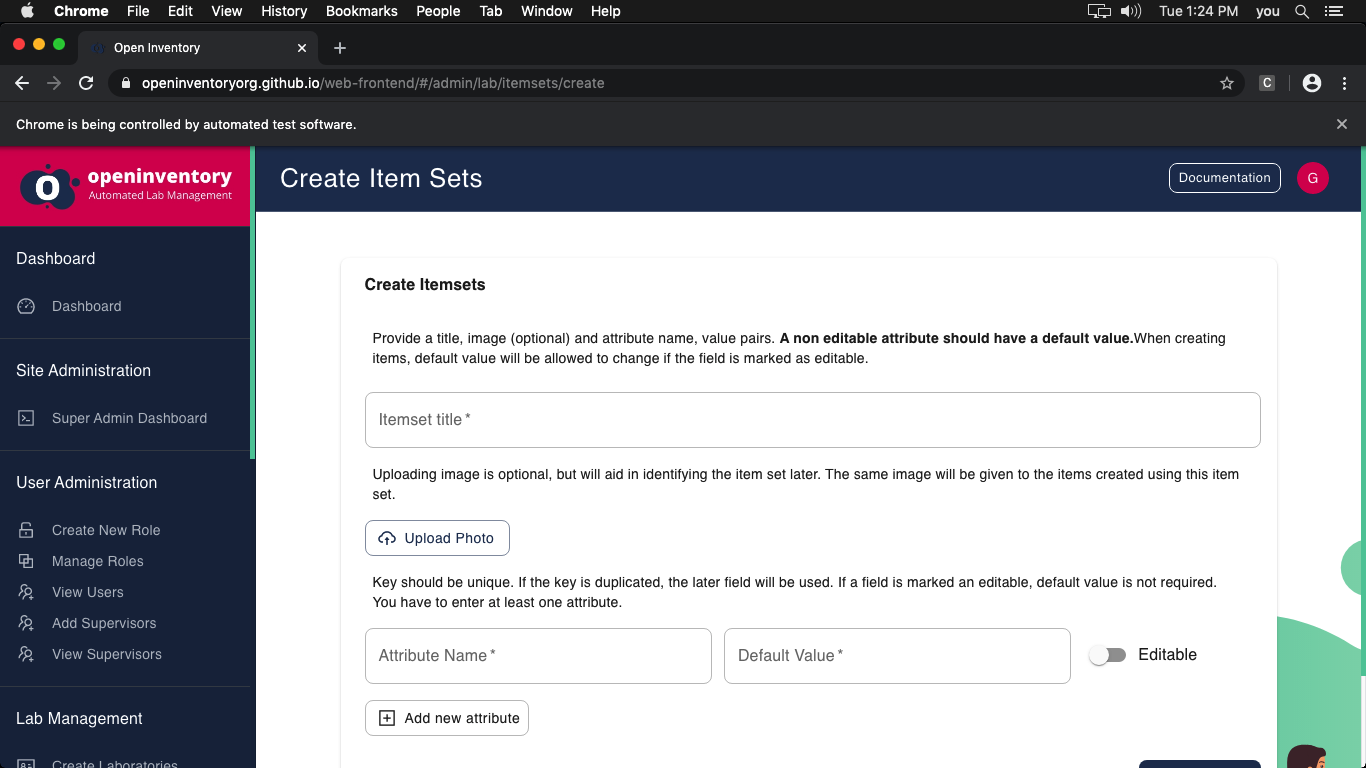 Chrome File Edit View History Bookmarks People Tab Window Help Tue 1:24 PM you
Open Inventory
openinventoryorg.github.io/web-frontend/#/admin/lab/itemsets/create C
Chrome is being controlled by automated test software.
openinventory
Automated Lab Management
O
Create Item Sets
Documentation
G
Dashboard
Dashboard
Site Administration
Super Admin Dashboard
User Administration
Create New Role
Manage Roles
View Users
Add Supervisors
View Supervisors
Lab Management
Create Laboratories
Create Itemsets
Provide a title, image (optional) and attribute name, value pairs. A non editable attribute should have a default value.When creating
items, default value will be allowed to change if the field is marked as editable.
Itemset title *
Uploading image is optional, but will aid in identifying the item set later. The same image will be given to the items created using this item
set.
Upload Photo
Key should be unique. If the key is duplicated, the later field will be used. If a field is marked an editable, default value is not required.
You have to enter at least one attribute.
Attribute Name *
Default Value *
Editable
Add new attribute